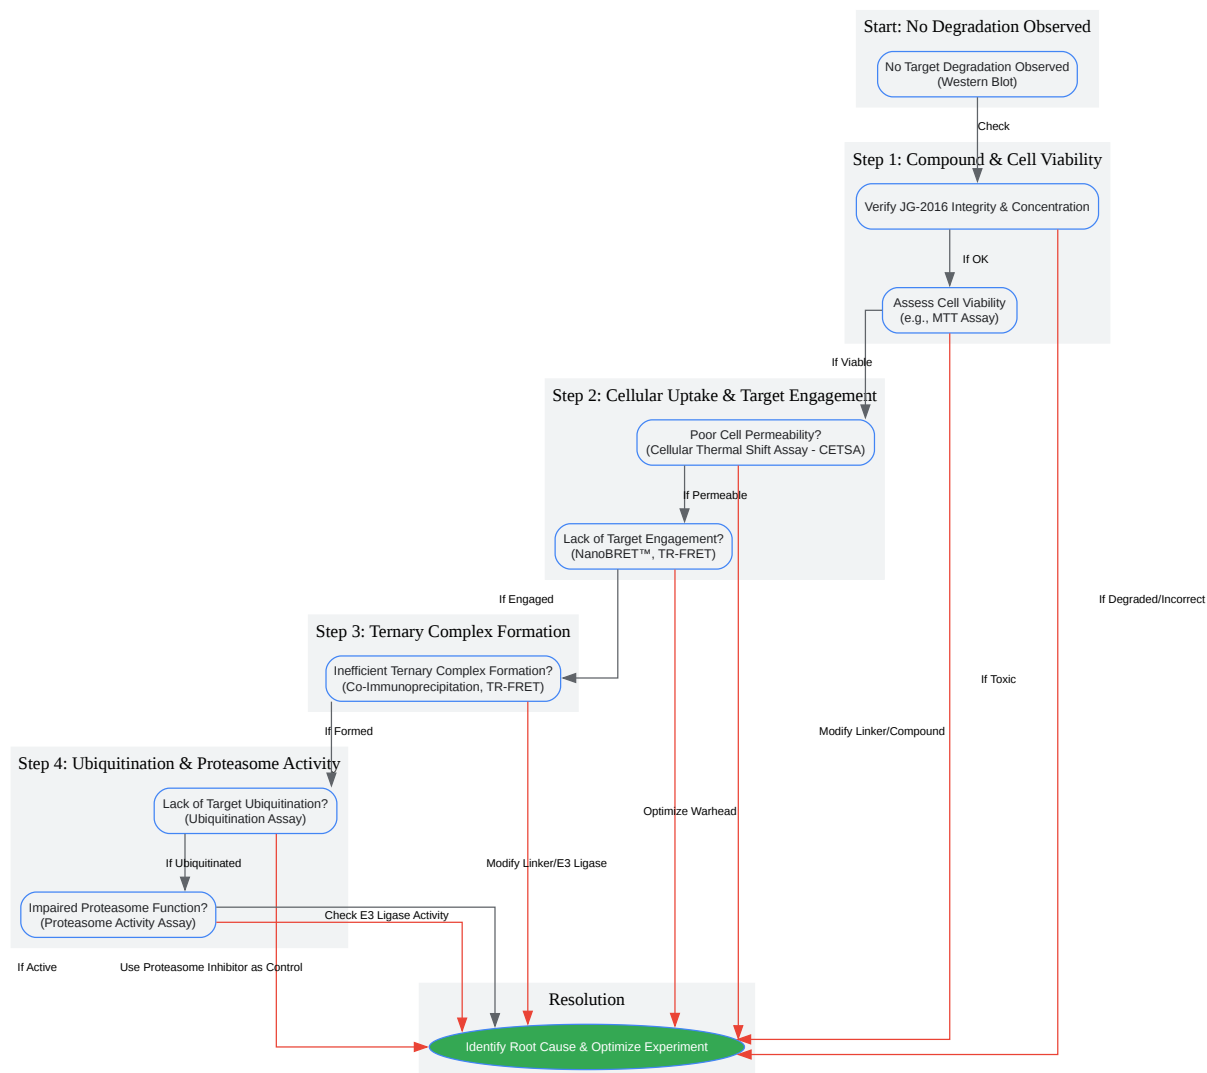 Start: No Degradation Observed
No Target Degradation Observed
(Western Blot)
Check
Step 1: Compound & Cell Viability
Verify JG-2016 Integrity & Concentration
If OK
Assess Cell Viability
(e.g., MTT Assay)
If Viable
Step 2: Cellular Uptake & Target Engagement
Poor Cell Permeability?
(Cellular Thermal Shift Assay - CETSA)
If Permeable
Lack of Target Engagement?
(NanoBRET™, TR-FRET)
If Engaged
If Degraded/Incorrect
Step 3: Ternary Complex Formation
Inefficient Ternary Complex Formation?
(Co-Immunoprecipitation, TR-FRET)
If Toxic
If Formed
Modify Linker/Compound
Step 4: Ubiquitination & Proteasome Activity
Lack of Target Ubiquitination?
(Ubiquitination Assay)
Optimize Warhead
If Ubiquitinated
Modify Linker/E3 Ligase
Impaired Proteasome Function?
(Proteasome Activity Assay)
Check E3 Ligase Activity
If Active
Use Proteasome Inhibitor as Control
Resolution
Identify Root Cause & Optimize Experiment